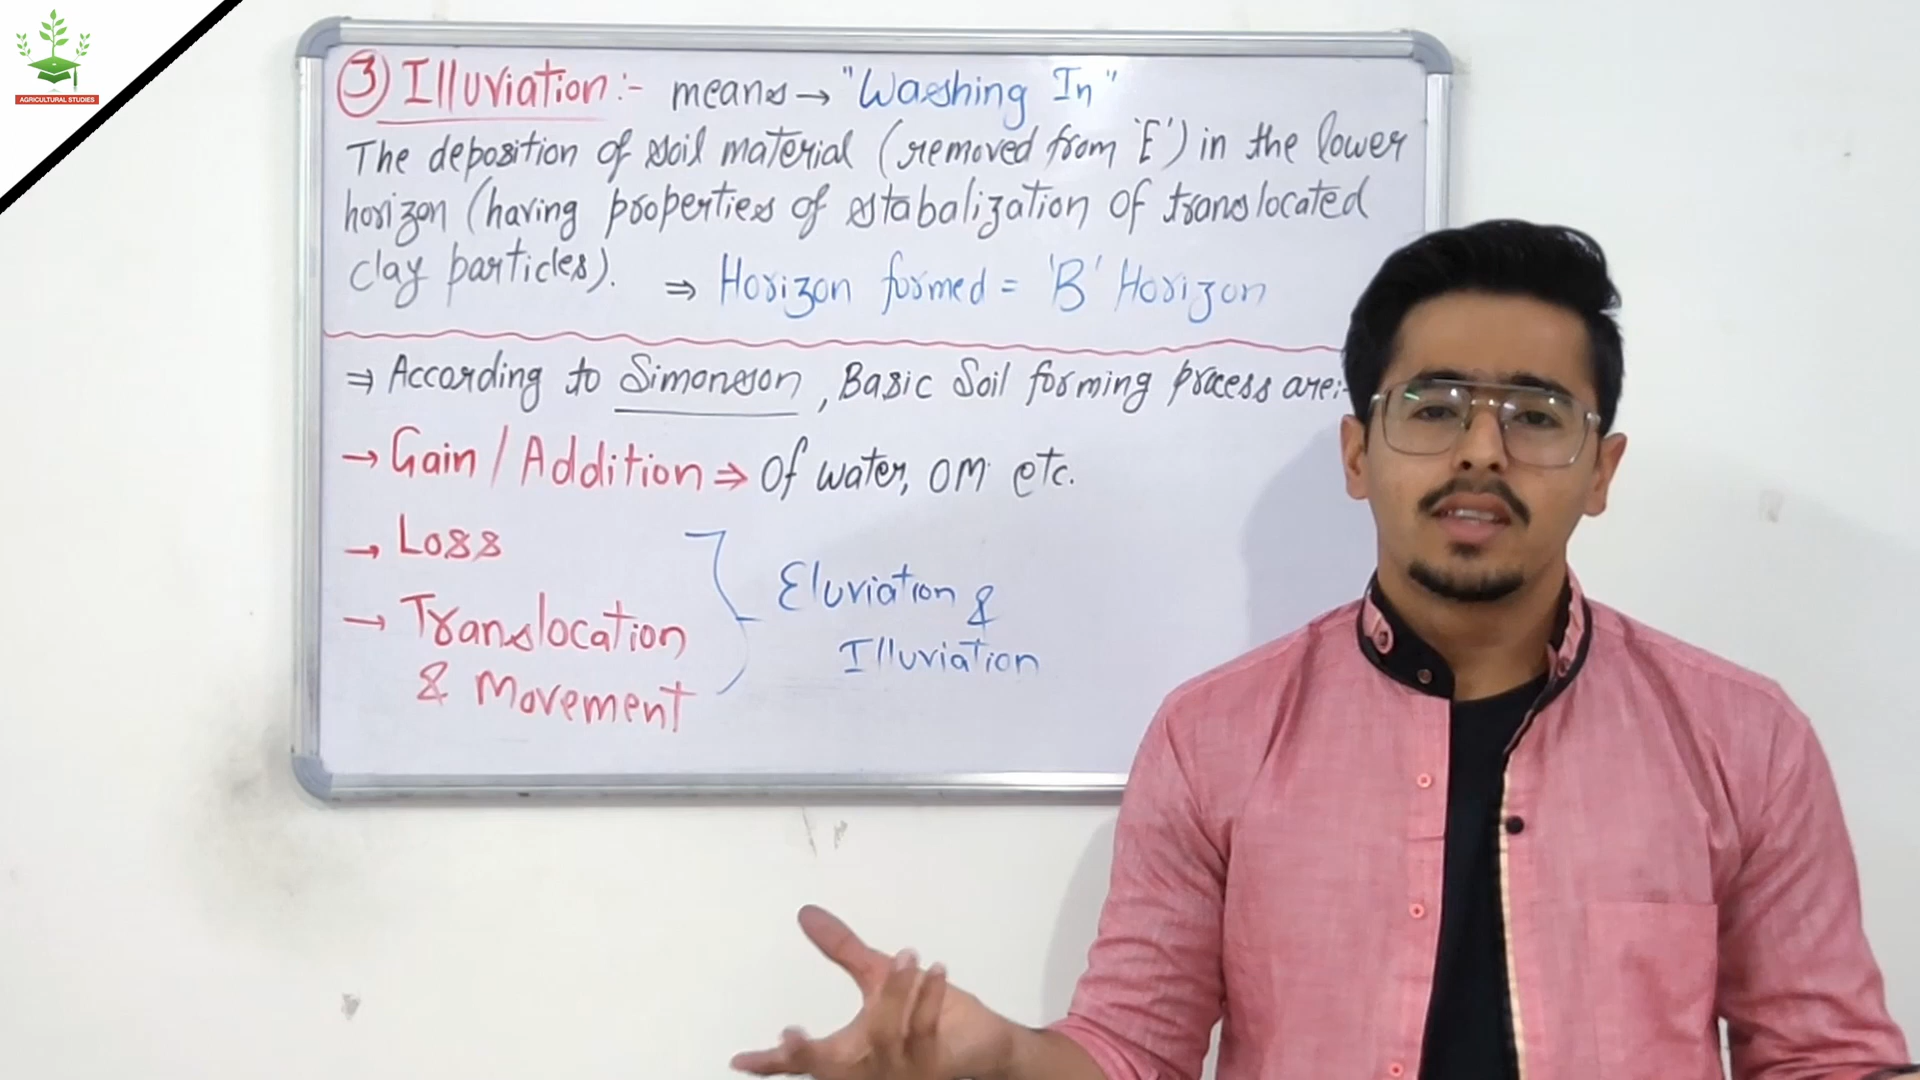 AGRICULTURAL STUDIES
③ Illuviation :- means → "Washing In"
The deposition of soil material (removed from 'E') in the lower
horizon (having properties of stabalization of translocated
clay particles). ⇒ Horizon formed = 'B' Horizon
⇒ According to Simonson, Basic Soil forming process are:-
→ Gain / Addition ⇒ Of water, OM etc.
→ Loss
Eluviation &
→ Translocation
Illuviation
& Movement